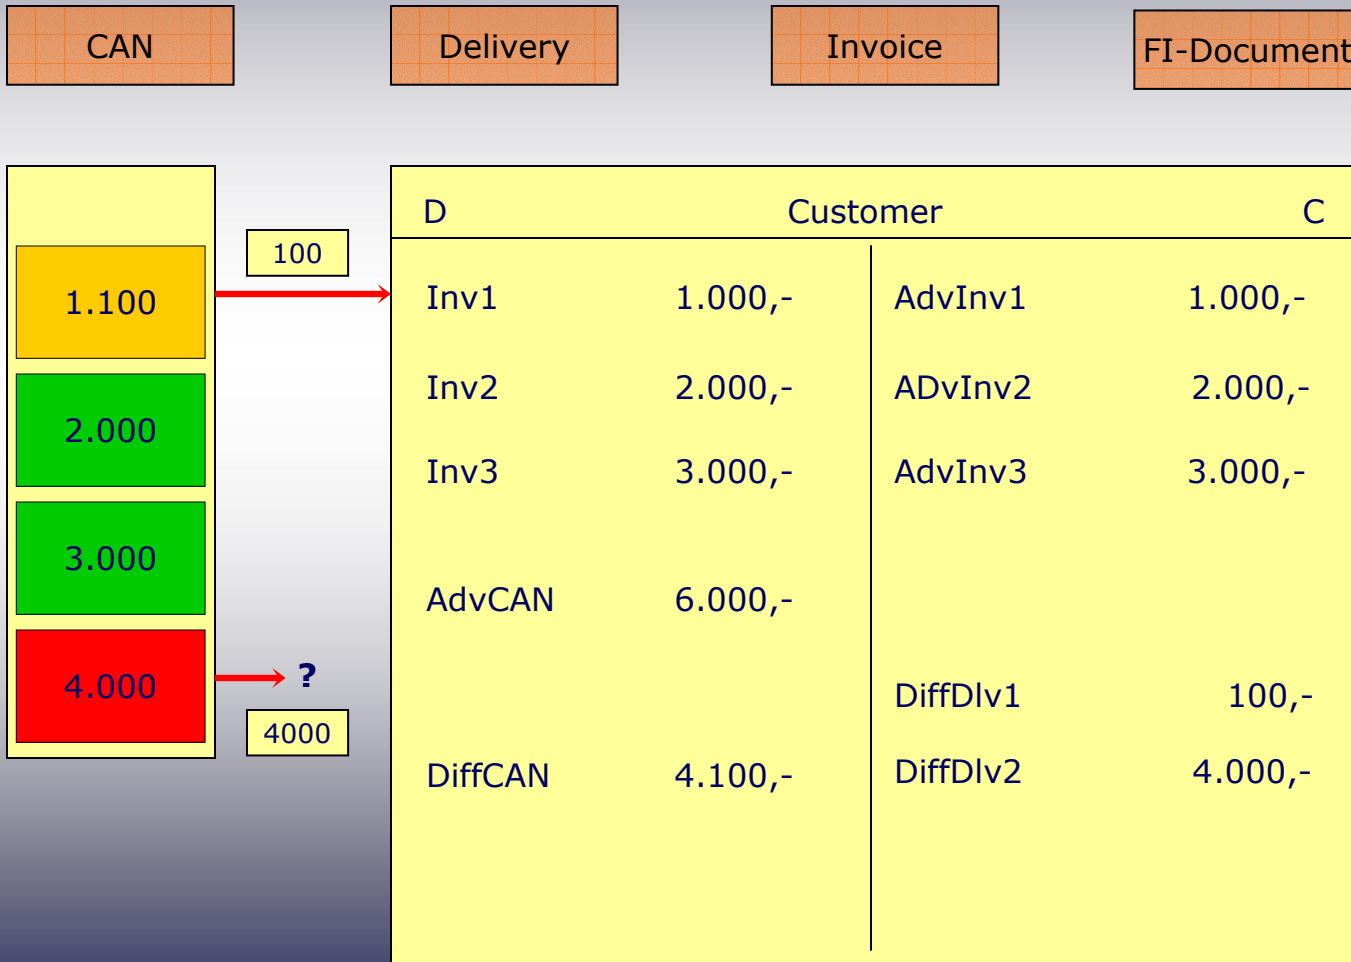 CAN
Delivery
Invoice
FI-Document
D Customer C
100
1.100
Inv1 1.000,- AdvInv1 1.000,-
Inv2 2.000,- ADvInv2 2.000,-
2.000
Inv3 3.000,- AdvInv3 3.000,-
3.000
AdvCAN 6.000,-
4.000
?
DiffDlv1 100,-
4000
DiffCAN 4.100,- DiffDlv2 4.000,-